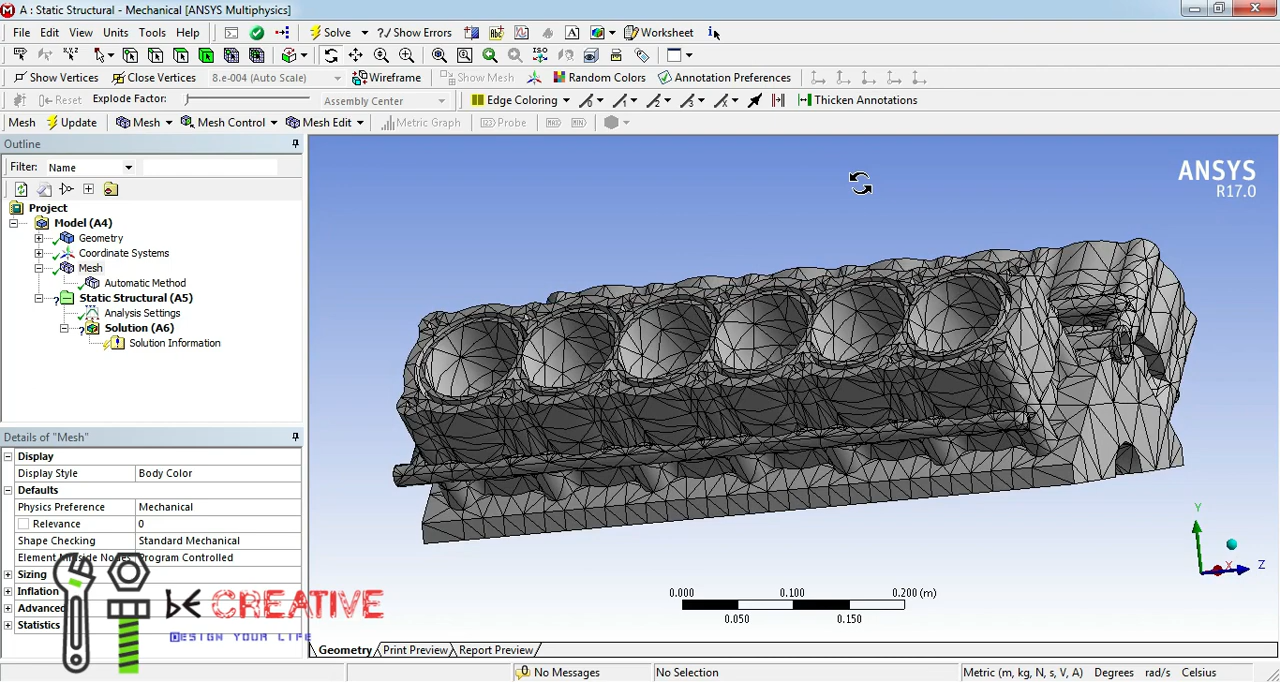 A : Static Structural - Mechanical [ANSYS Multiphysics]
File Edit View Units Tools Help Solve ?/ Show Errors Worksheet
Show Vertices Close Vertices 8.e-004 (Auto Scale) Wireframe Show Mesh Random Colors Annotation Preferences
Reset Explode Factor: Assembly Center Edge Coloring Thicken Annotations
Mesh Update Mesh Mesh Control Mesh Edit Metric Graph Probe
Outline
Filter: Name
Project
Model (A4)
Geometry
Coordinate Systems
Mesh
Automatic Method
Static Structural (A5)
Analysis Settings
Solution (A6)
Solution Information
Details of "Mesh"
Display
Display Style Body Color
Defaults
Physics Preference Mechanical
Relevance 0
Shape Checking Standard Mechanical
Program Controlled
Sizing
Inflation
Advanced
Statistics
BE CREATIVE
DESIGN YOUR LIFE
ANSYS
R17.0
Y
X
Z
0.000 0.100 0.200 (m)
0.050 0.150
Geometry Print Preview Report Preview
0 No Messages No Selection Metric (m, kg, N, s, V, A) Degrees rad/s Celsius